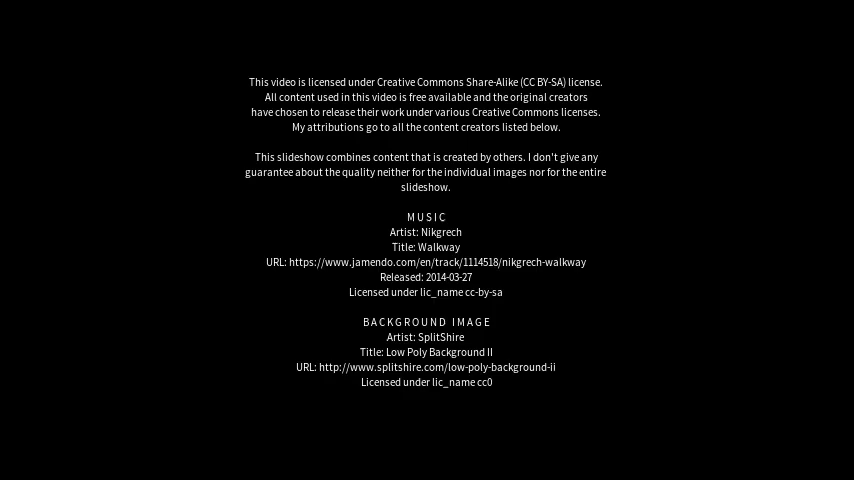 This video is licensed under Creative Commons Share-Alike (CC BY-SA) license.
All content used in this video is free available and the original creators
have chosen to release their work under various Creative Commons licenses.
My attributions go to all the content creators listed below.
This slideshow combines content that is created by others. I don't give any
guarantee about the quality neither for the individual images nor for the entire
slideshow.
MUSIC
Artist: Nikgrech
Title: Walkway
URL: https://www.jamendo.com/en/track/1114518/nikgrech-walkway
Released: 2014-03-27
Licensed under lic_name cc-by-sa
BACKGROUND IMAGE
Artist: SplitShire
Title: Low Poly Background II
URL: http://www.splitshire.com/low-poly-background-ii
Licensed under lic_name cc0